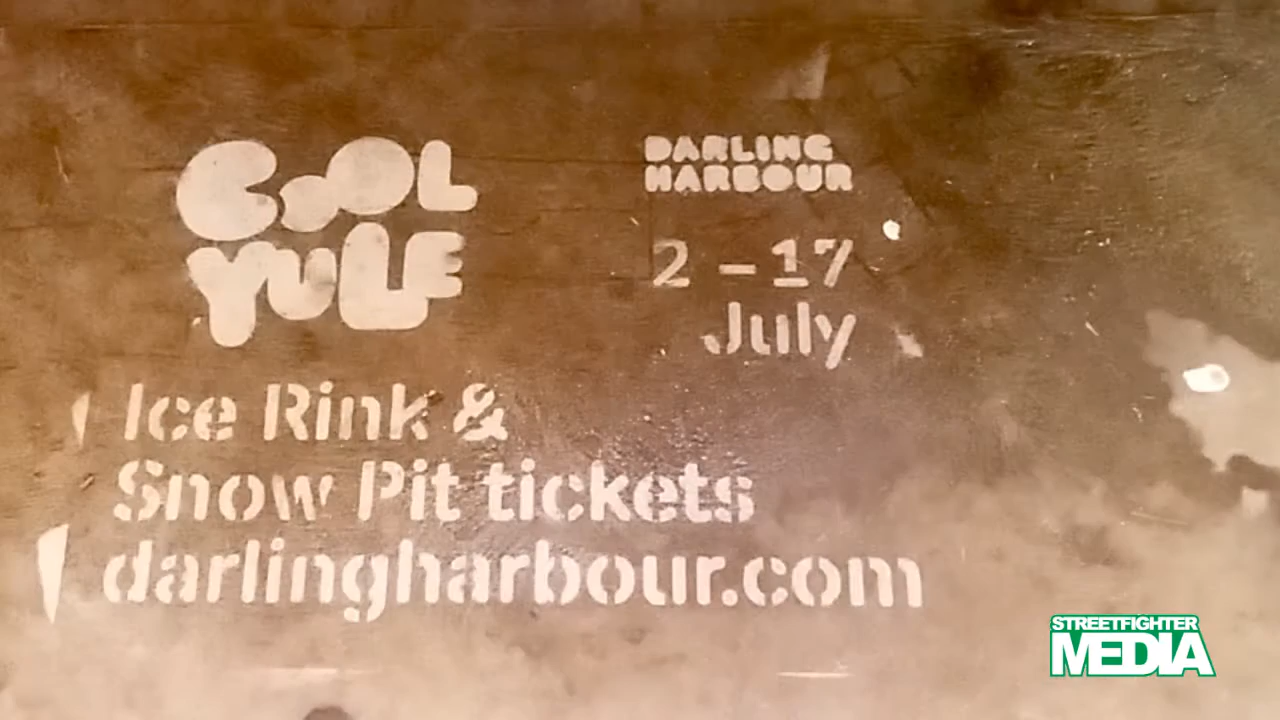 COOL
YULE
DARLING
HARBOUR
2 – 17
July
Ice Rink &
Snow Pit tickets
darlingharbour.com
STREETFIGHTER
MEDIA